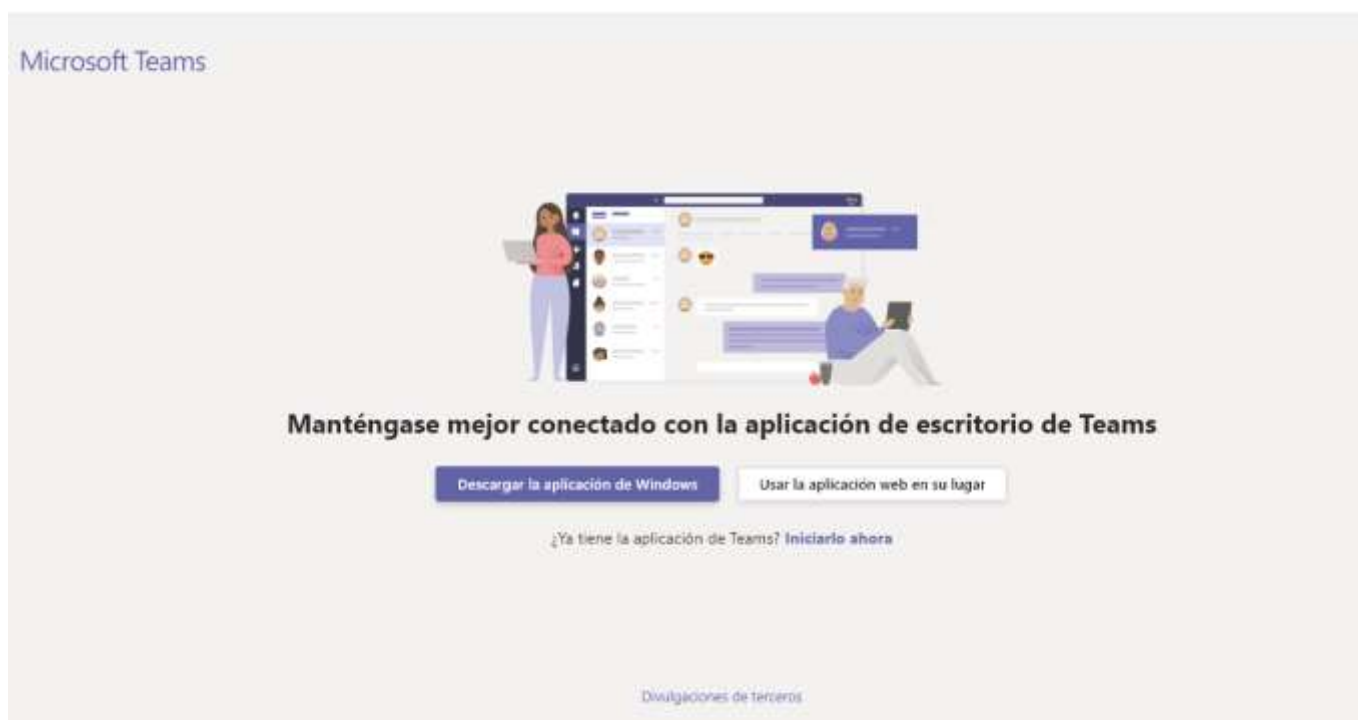 Microsoft Teams
Manténgase mejor conectado con la aplicación de escritorio de Teams
Descargar la aplicación de Windows
Usar la aplicación web en su lugar
¿Ya tiene la aplicación de Teams? Iniciarlo ahora
Divulgaciones de terceros